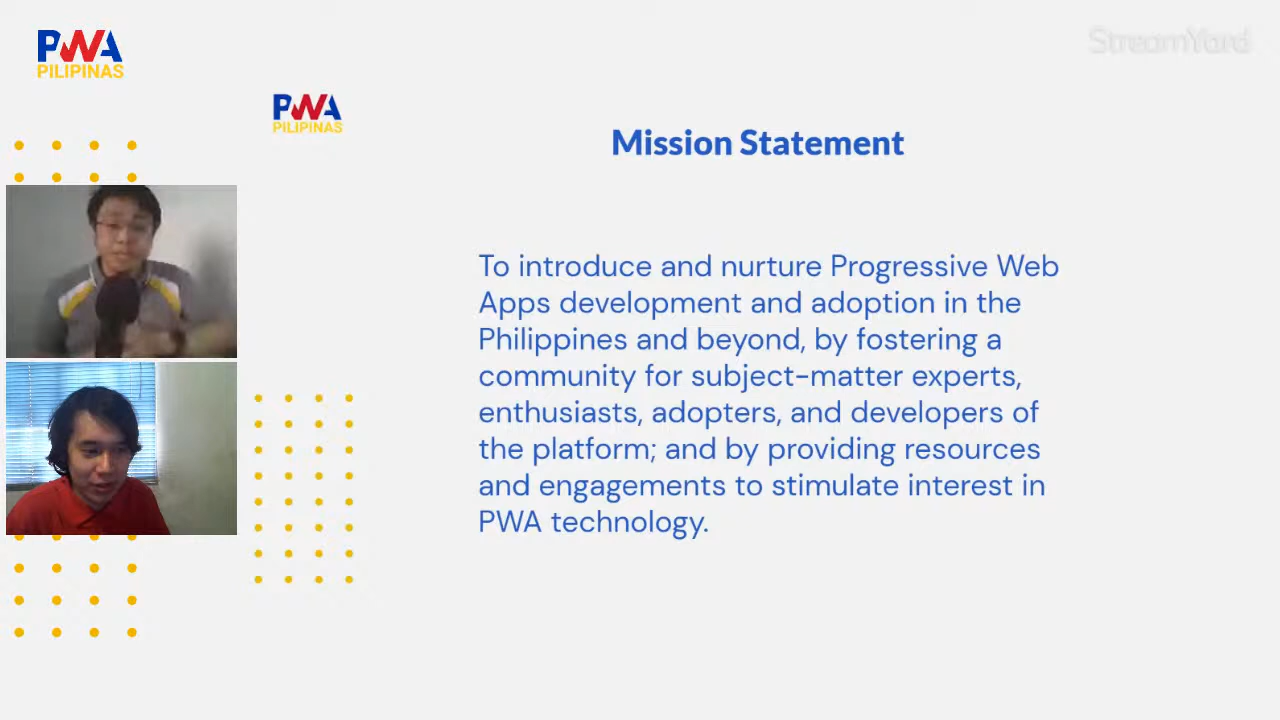 PWA
PILIPINAS
StreamYard
PWA
PILIPINAS
Mission Statement
To introduce and nurture Progressive Web
Apps development and adoption in the
Philippines and beyond, by fostering a
community for subject-matter experts,
enthusiasts, adopters, and developers of
the platform; and by providing resources
and engagements to stimulate interest in
PWA technology.